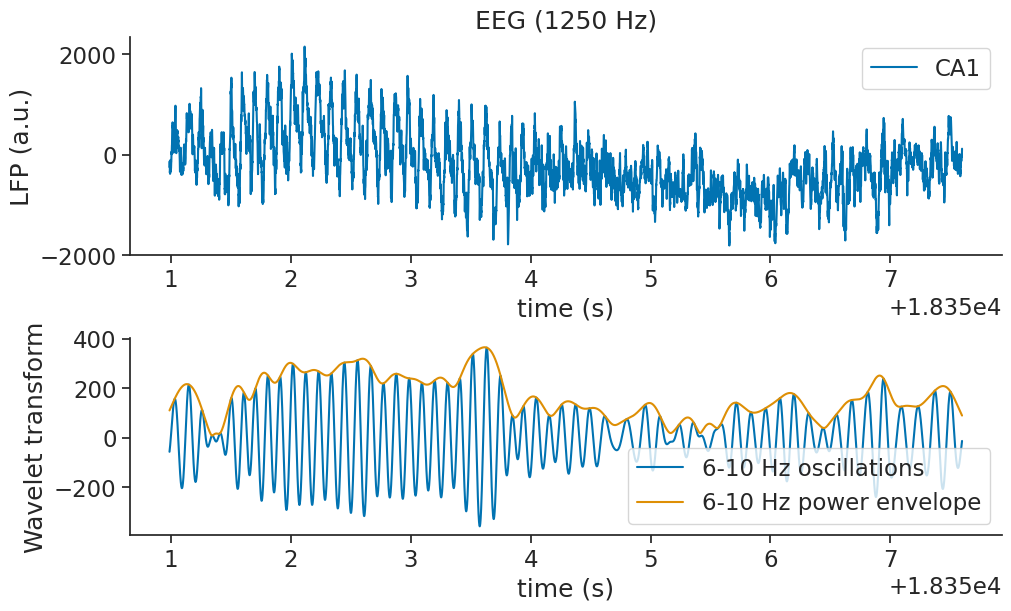 EEG (1250 Hz)
LFP (a.u.)
2000
0
−2000
CA1
1 2 3 4 5 6 7
time (s)
+1.835e4
Wavelet transform
400
200
0
−200
6-10 Hz oscillations
6-10 Hz power envelope
1 2 3 4 5 6 7
time (s)
+1.835e4